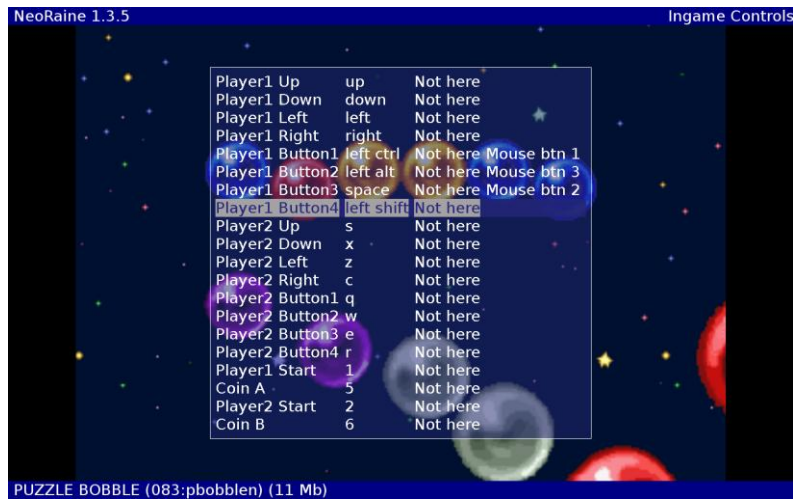 NeoRaine 1.3.5 Ingame Controls
Player1 Up up Not here
Player1 Down down Not here
Player1 Left left Not here
Player1 Right right Not here
Player1 Button1 left ctrl Not here Mouse btn 1
Player1 Button2 left alt Not here Mouse btn 3
Player1 Button3 space Not here Mouse btn 2
Player1 Button4 left shift Not here
Player2 Up s Not here
Player2 Down x Not here
Player2 Left z Not here
Player2 Right c Not here
Player2 Button1 q Not here
Player2 Button2 w Not here
Player2 Button3 e Not here
Player2 Button4 r Not here
Player1 Start 1 Not here
Coin A 5 Not here
Player2 Start 2 Not here
Coin B 6 Not here
PUZZLE BOBBLE (083:pbobblen) (11 Mb)